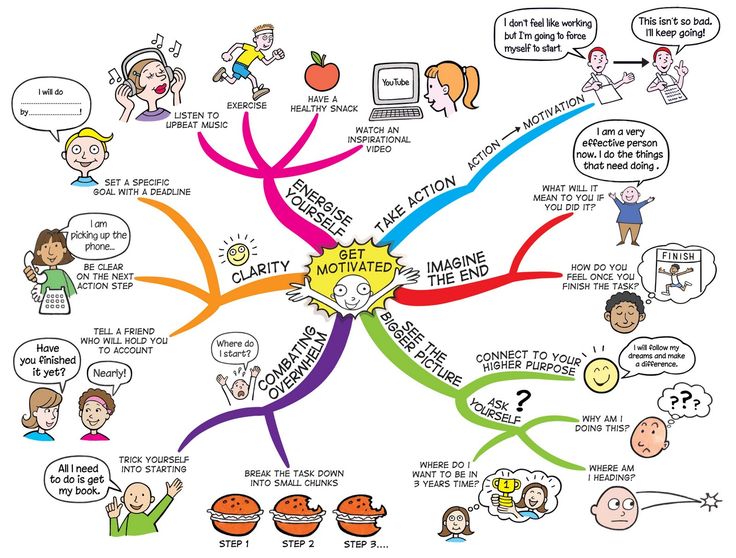 GET
MOTIVATED
TAKE ACTION
ACTION → MOTIVATION
I don't feel like working
but I'm going to force
myself to start.
This isn't so bad.
I'll keep going!
IMAGINE
THE END
WHAT WILL IT
MEAN TO YOU IF
YOU DID IT?
I am a very
effective person
now. I do the things
that need doing.
HOW DO YOU
FEEL ONCE YOU
FINISH THE TASK?
FINISH
SEE THE
BIGGER PICTURE
CONNECT TO YOUR
HIGHER PURPOSE
I will follow my
dreams and make
a difference.
ASK
YOURSELF
?
WHY AM I
DOING THIS?
???
WHERE AM
I HEADING?
WHERE DO I
WANT TO BE IN
3 YEARS TIME?
1
COMBATING
OVERWHELM
Where do
I start?
BREAK THE TASK DOWN
INTO SMALL CHUNKS
STEP 1
STEP 2
STEP 3....
TRICK YOURSELF
INTO STARTING
All I need
to do is get
my book.
CLARITY
TELL A FRIEND
WHO WILL HOLD YOU
TO ACCOUNT
Have
you finished
it yet?
Nearly!
BE CLEAR
ON THE NEXT
ACTION STEP
I am
picking up the
phone...
SET A SPECIFIC
GOAL WITH A DEADLINE
I will do
......................
by....................!
ENERGISE
YOURSELF
LISTEN TO
UPBEAT MUSIC
EXERCISE
HAVE A
HEALTHY SNACK
WATCH AN
INSPIRATIONAL
VIDEO
YouTube